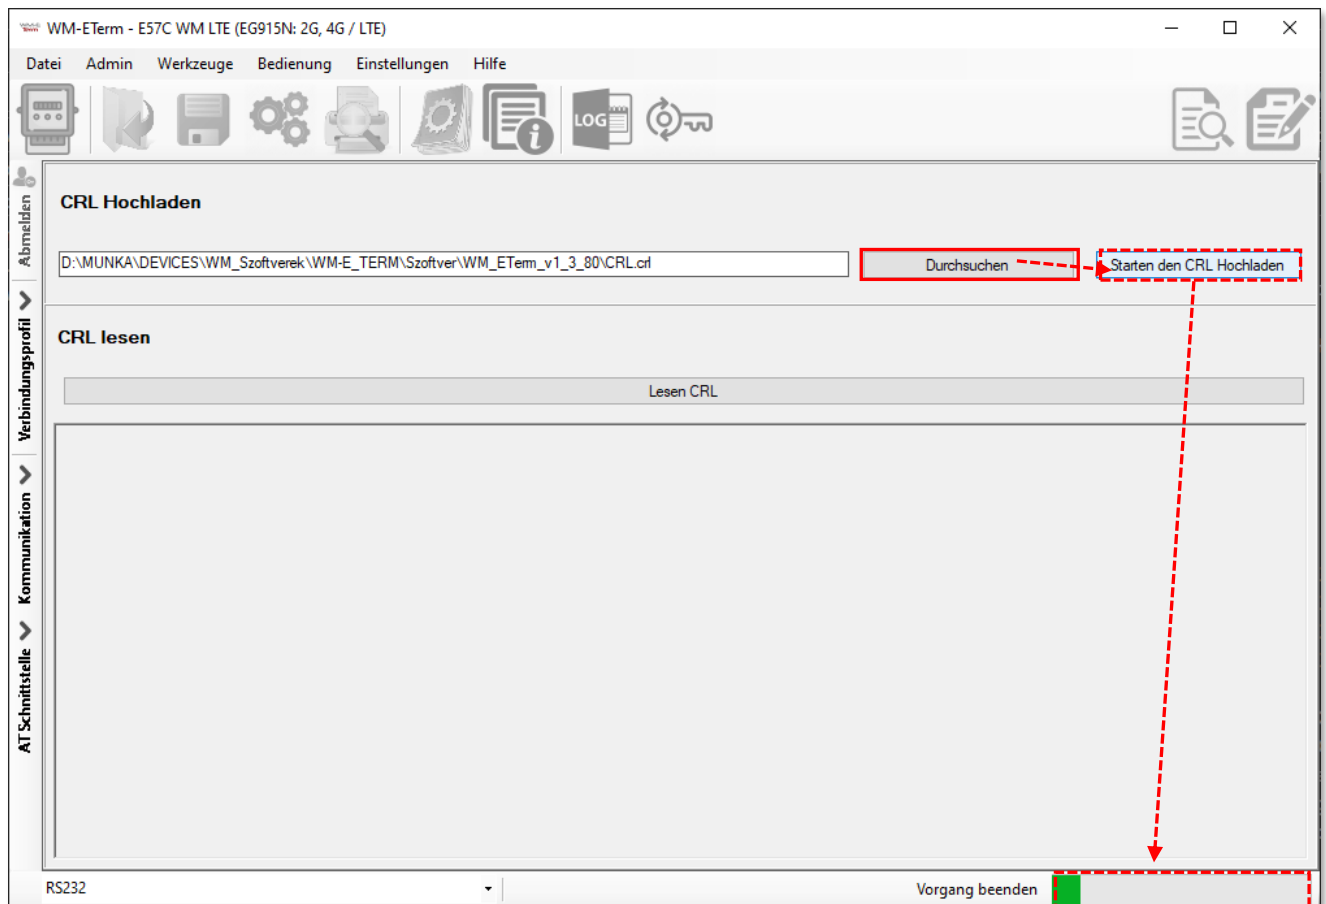 WM-ETerm - E57C WM LTE (EG915N: 2G, 4G / LTE)
Datei Admin Werkzeuge Bedienung Einstellungen Hilfe
LOG
Abmelden
Verbindungsprofil
Kommunikation
AT Schnittstelle
CRL Hochladen
D:\MUNKA\DEVICES\WM_Szoftverek\WM-E_TERM\Szoftver\WM_ETerm_v1_3_80\CRL.crl
Durchsuchen
Starten den CRL Hochladen
CRL lesen
Lesen CRL
RS232
Vorgang beenden